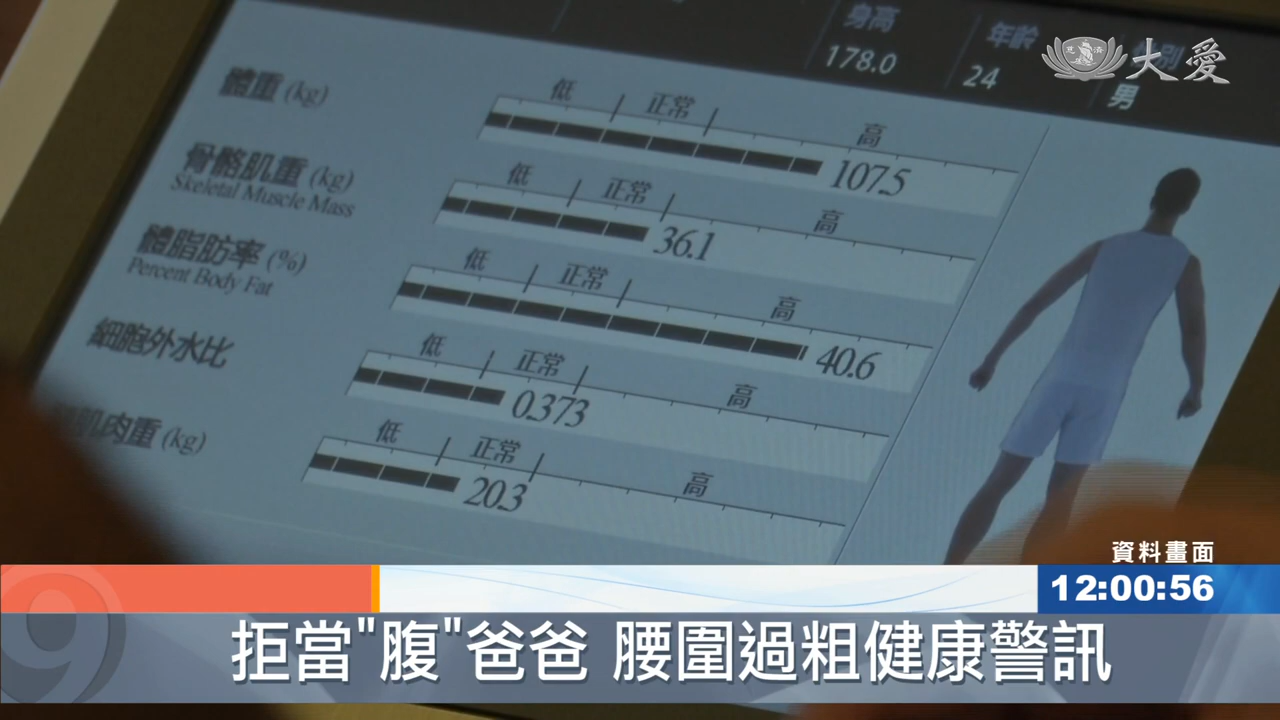 身高
178.0
年齡
24
別
男
慈 濟
大愛
體重 (kg)
低 正常 高
107.5
骨骼肌重 (kg)
Skeletal Muscle Mass
低 正常 高
36.1
體脂肪率 (%)
Percent Body Fat
低 正常 高
40.6
細胞外水比
低 正常 高
0.373
肌肉重 (kg)
低 正常 高
20.3
資料畫面
12:00:56
9
拒當"腹"爸爸 腰圍過粗健康警訊